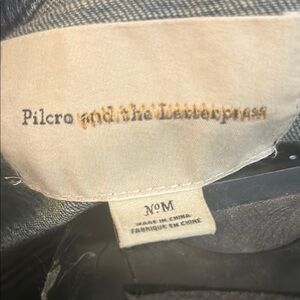 Pilcro and the Letterpress
NoM
MADE IN CHINA
FABRIQUÉ EN CHINE